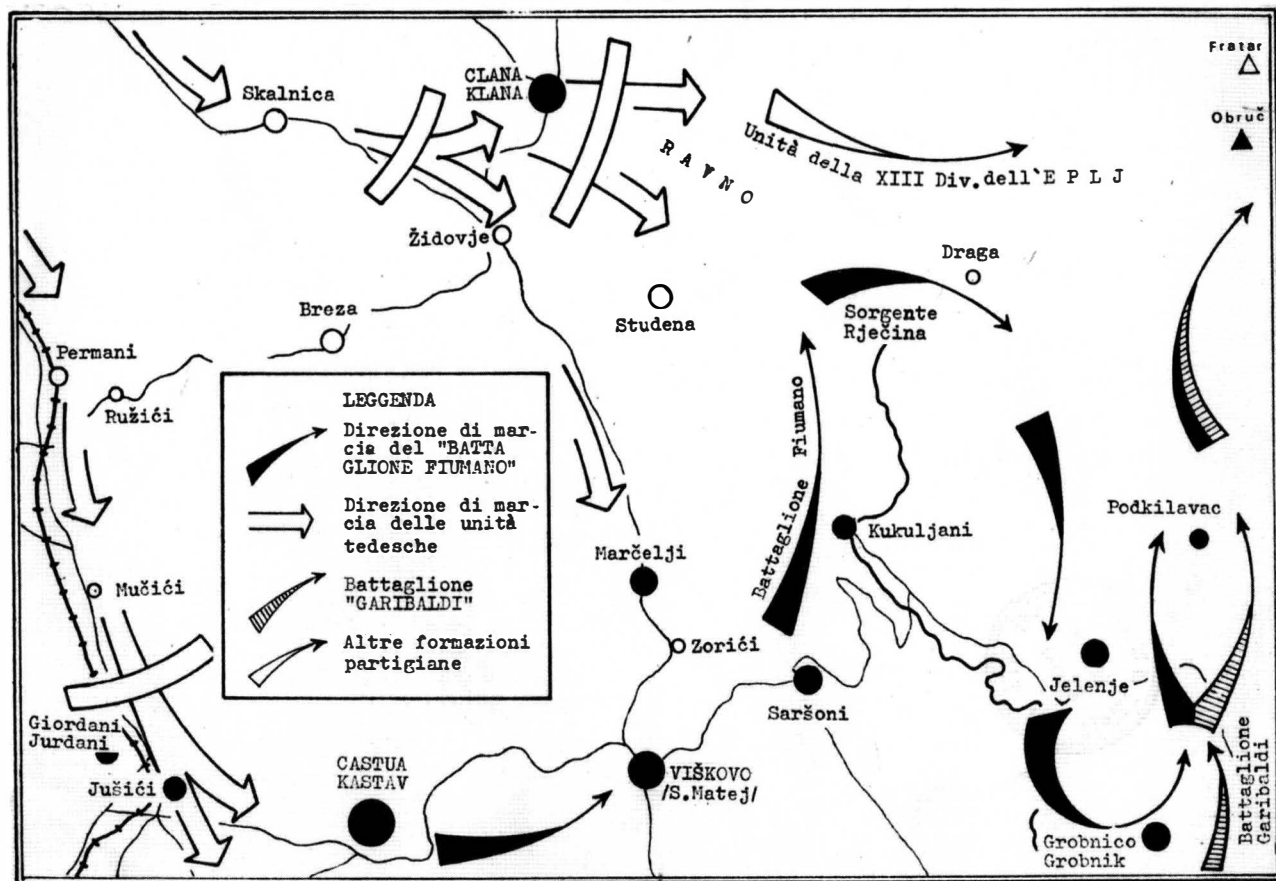 Fratar
Obruč
CLANA
KLANA
Skalnica
Unità della XIII Div.dell'E P L J
R A V N O
Židovje
Draga
Studena
Sorgente
Rječina
Breza
Permani
Ružići
LEGGENDA
Direzione di mar-
cia del "BATTA
GLIONE FIUMANO"
Direzione di mar-
cia delle unità
tedesche
Battaglione
"GARIBALDI"
Altre formazioni
partigiane
Battaglione Fiumano
Kukuljani
Podkilavac
Marčelji
Mučići
Zorići
Saršoni
Jelenje
Giordani
Jurdani
Jušići
CASTUA
KASTAV
VIŠKOVO
/S.Matej/
Grobnico
Grobnik
Battaglione
Garibaldi